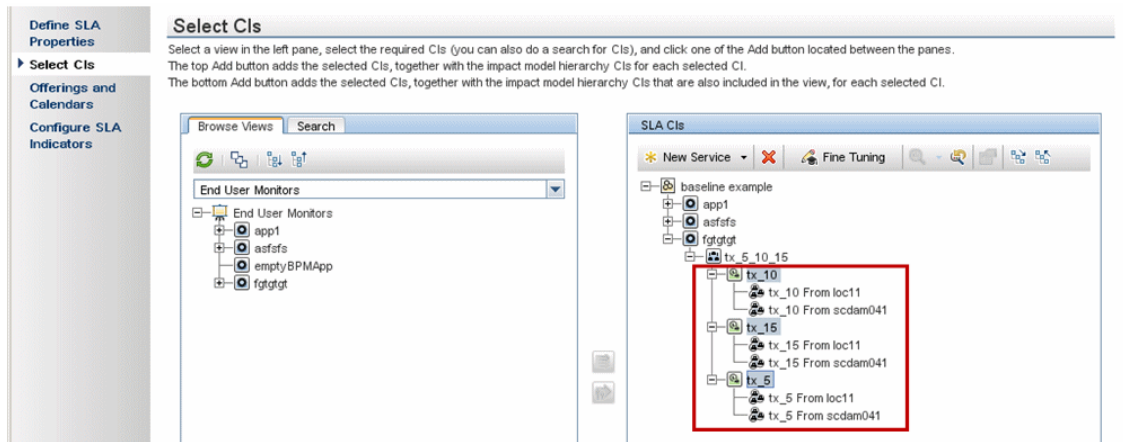 Define SLA
Properties
Select CIs
Offerings and
Calendars
Configure SLA
Indicators
Select CIs
Select a view in the left pane, select the required CIs (you can also do a search for CIs), and click one of the Add button located between the panes.
The top Add button adds the selected CIs, together with the impact model hierarchy CIs for each selected CI.
The bottom Add button adds the selected CIs, together with the impact model hierarchy CIs that are also included in the view, for each selected CI.
Browse Views
Search
End User Monitors
End User Monitors
app1
asfsfs
emptyBPMApp
fgtgtgt
SLA CIs
New Service
Fine Tuning
baseline example
app1
asfsfs
fgtgtgt
tx_5_10_15
tx_10
tx_10 From loc11
tx_10 From scdam041
tx_15
tx_15 From loc11
tx_15 From scdam041
tx_5
tx_5 From loc11
tx_5 From scdam041